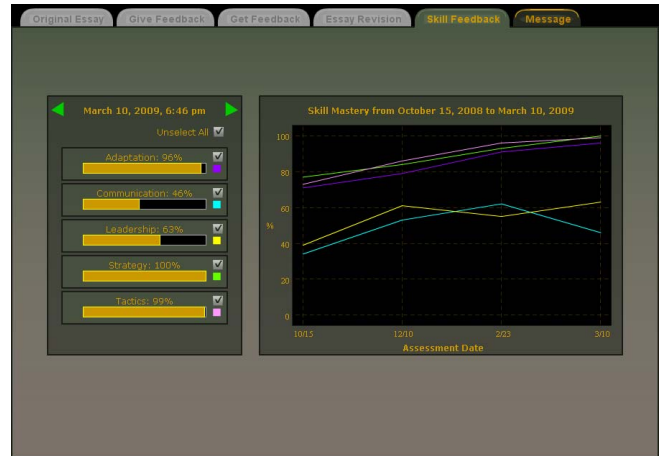 Original Essay
Give Feedback
Get Feedback
Essay Revision
Skill Feedback
Message
March 10, 2009, 6:46 pm
Unselect All
Adaptation: 96%
Communication: 46%
Leadership: 63%
Strategy: 100%
Tactics: 99%
Skill Mastery from October 15, 2008 to March 10, 2009
100
80
60
%
40
20
0
10/15
12/10
2/23
3/10
Assessment Date